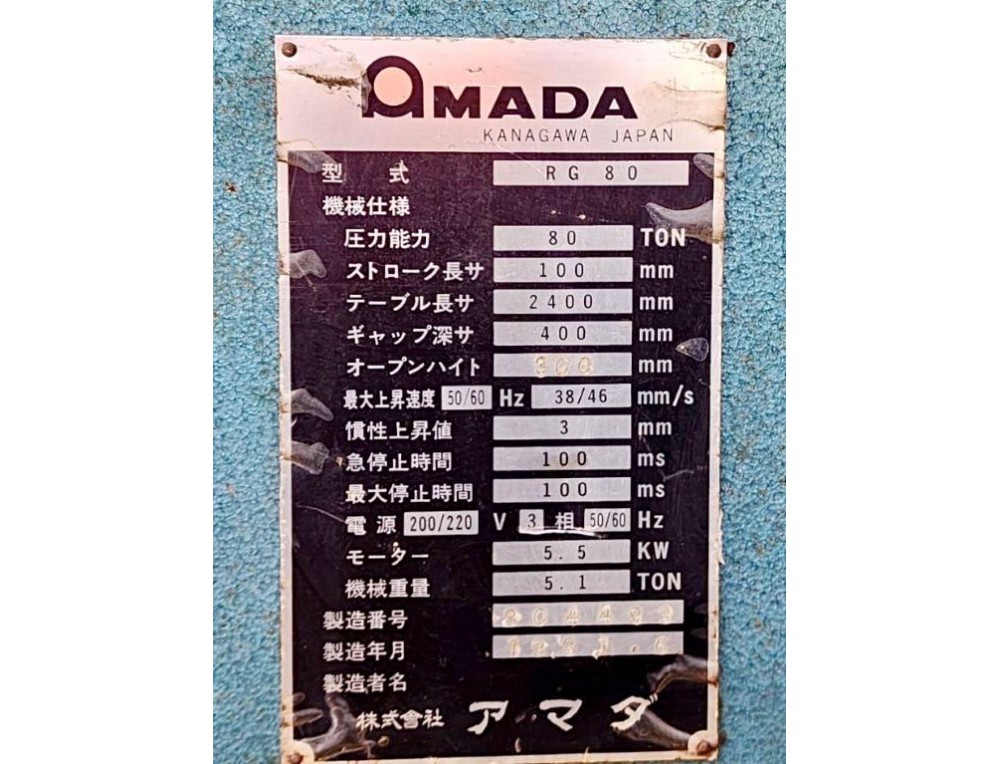 AMADA
KANAGAWA JAPAN
型式 RG 80
機械仕様
圧力能力 80 TON
ストローク長サ 100 mm
テーブル長サ 2400 mm
ギャップ深サ 400 mm
オープンハイト mm
最大上昇速度 50/60 Hz 38/46 mm/s
慣性上昇値 3 mm
急停止時間 100 ms
最大停止時間 100 ms
電源 200/220 V 3 相 50/60 Hz
モーター 5.5 KW
機械重量 5.1 TON
製造番号
製造年月
製造者名
株式會社 アマダ